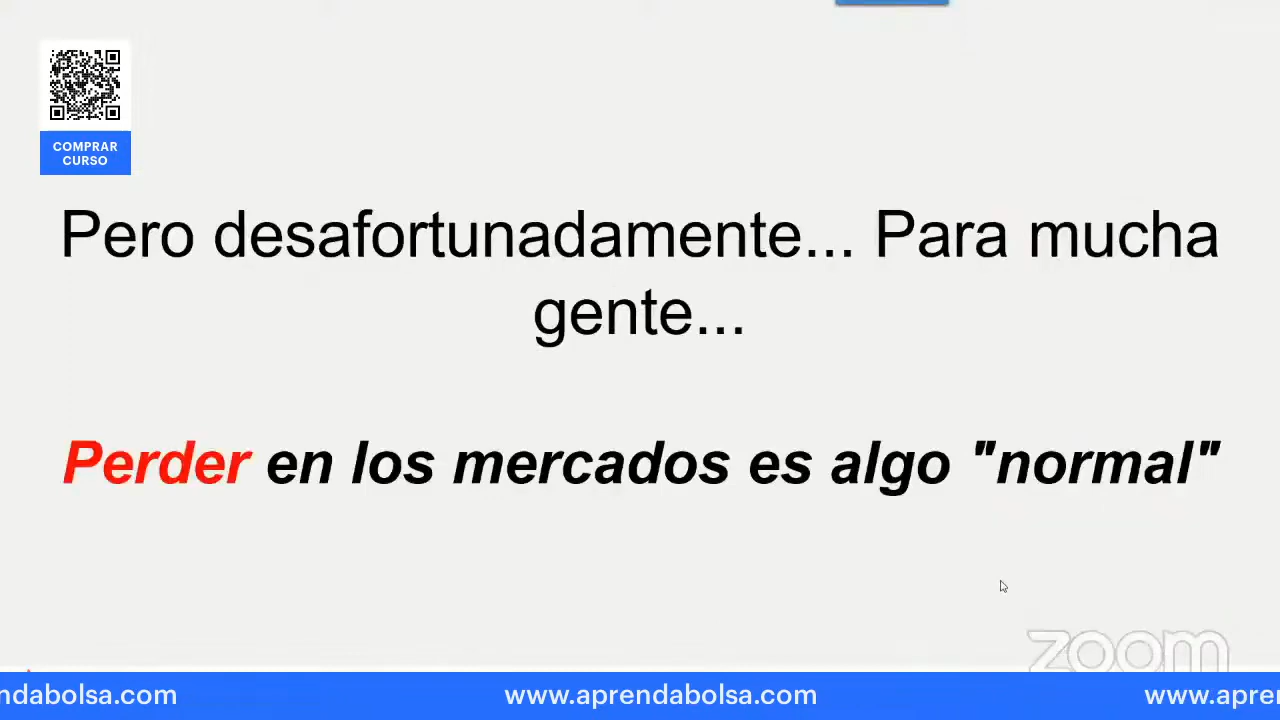 COMPRAR
CURSO
Pero desafortunadamente... Para mucha
gente...
Perder en los mercados es algo "normal"
zoom
ndabolsa.com www.aprendabolsa.com www.apren